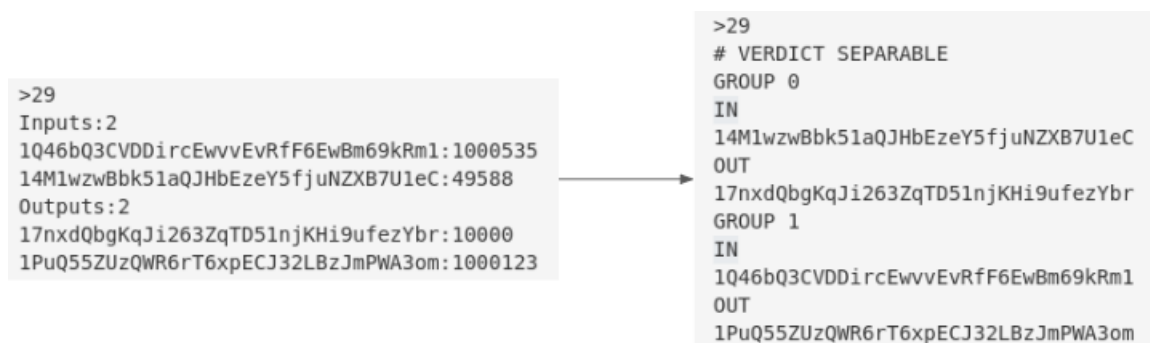 >29
Inputs:2
1Q46bQ3CVDDircEwvvEvRfF6EwBm69kRm1:1000535
14M1wzwBbk51aQJHbEzeY5fjuNZXB7U1eC:49588
Outputs:2
17nxdQbgKqJi263ZqTD51njKHi9ufezYbr:10000
1PuQ55ZUzQWR6rT6xpECJ32LBzJmPWA3om:1000123
>29
# VERDICT SEPARABLE
GROUP 0
IN
14M1wzwBbk51aQJHbEzeY5fjuNZXB7U1eC
OUT
17nxdQbgKqJi263ZqTD51njKHi9ufezYbr
GROUP 1
IN
1Q46bQ3CVDDircEwvvEvRfF6EwBm69kRm1
OUT
1PuQ55ZUzQWR6rT6xpECJ32LBzJmPWA3om